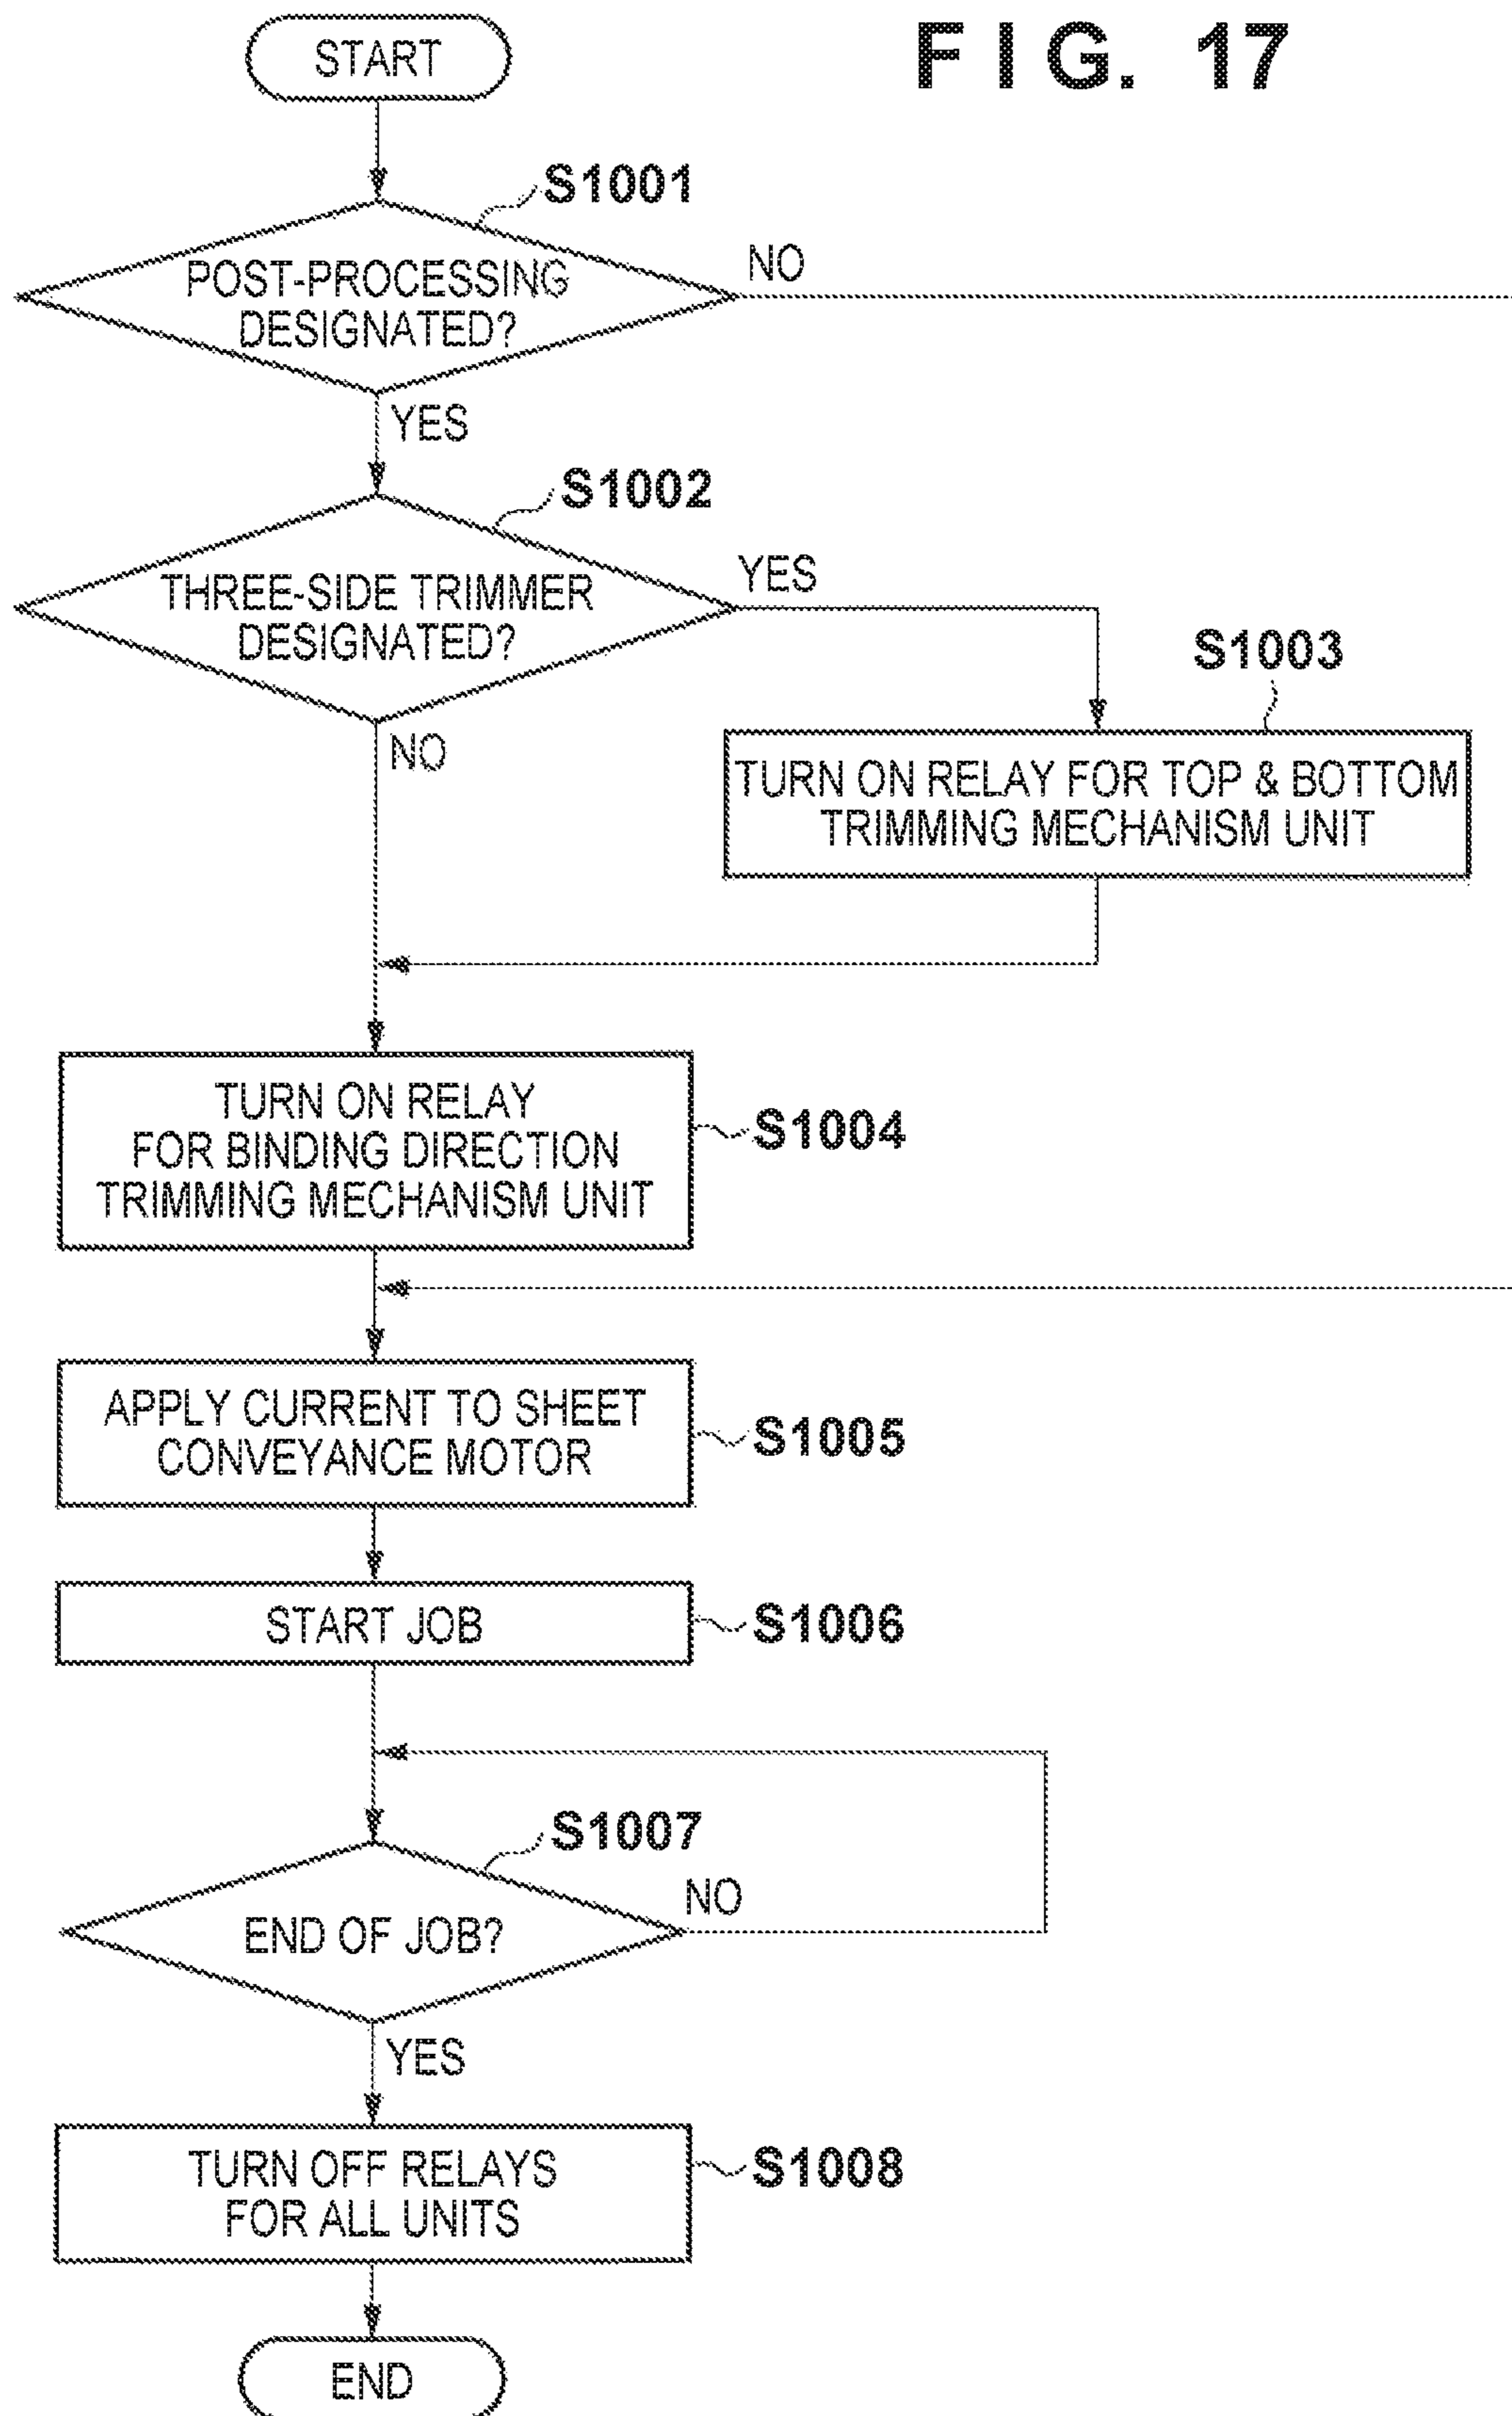 FIG. 17
START
S1001
POST-PROCESSING
DESIGNATED?
NO
YES
S1002
THREE-SIDE TRIMMER
DESIGNATED?
YES
NO
S1003
TURN ON RELAY FOR TOP & BOTTOM
TRIMMING MECHANISM UNIT
TURN ON RELAY
FOR BINDING DIRECTION
TRIMMING MECHANISM UNIT
S1004
APPLY CURRENT TO SHEET
CONVEYANCE MOTOR
S1005
START JOB
S1006
S1007
END OF JOB?
NO
YES
TURN OFF RELAYS
FOR ALL UNITS
S1008
END